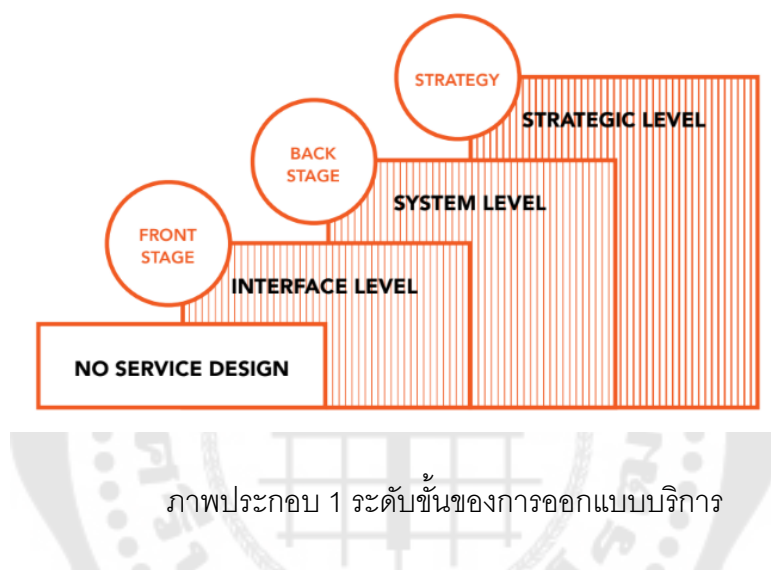 STRATEGY
STRATEGIC LEVEL
BACK
STAGE
SYSTEM LEVEL
FRONT
STAGE
INTERFACE LEVEL
NO SERVICE DESIGN
ภาพประกอบ 1 ระดับขั้นของการออกแบบบริการ